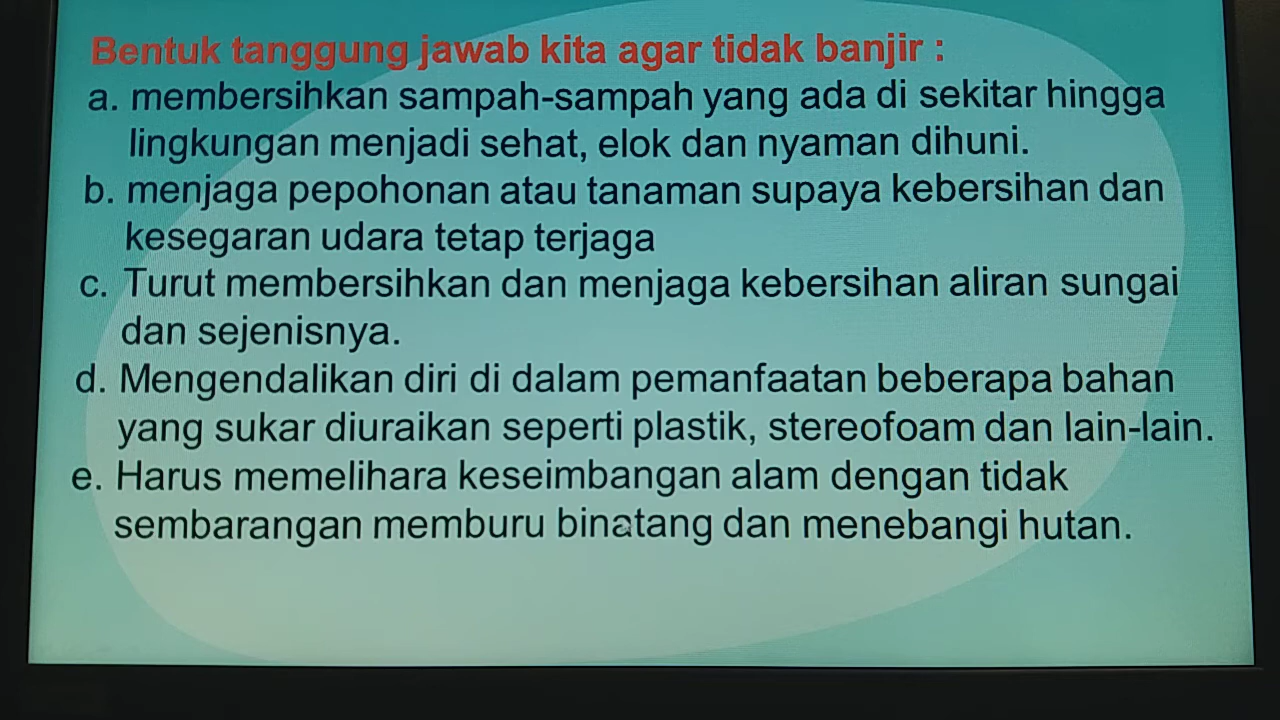 Bentuk tanggung jawab kita agar tidak banjir :
a. membersihkan sampah-sampah yang ada di sekitar hingga
lingkungan menjadi sehat, elok dan nyaman dihuni.
b. menjaga pepohonan atau tanaman supaya kebersihan dan
kesegaran udara tetap terjaga
c. Turut membersihkan dan menjaga kebersihan aliran sungai
dan sejenisnya.
d. Mengendalikan diri di dalam pemanfaatan beberapa bahan
yang sukar diuraikan seperti plastik, stereofoam dan lain-lain.
e. Harus memelihara keseimbangan alam dengan tidak
sembarangan memburu binatang dan menebangi hutan.